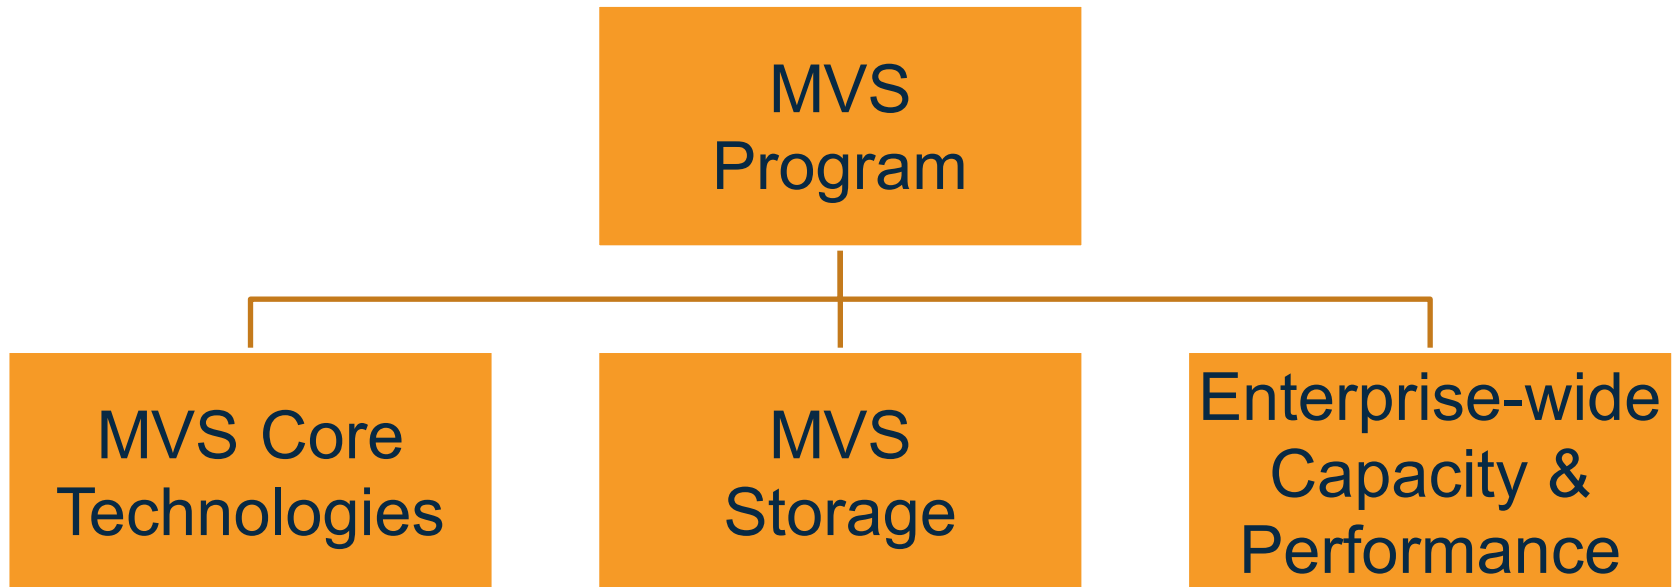 MVS
Program
MVS Core
Technologies
MVS
Storage
Enterprise-wide
Capacity &
Performance